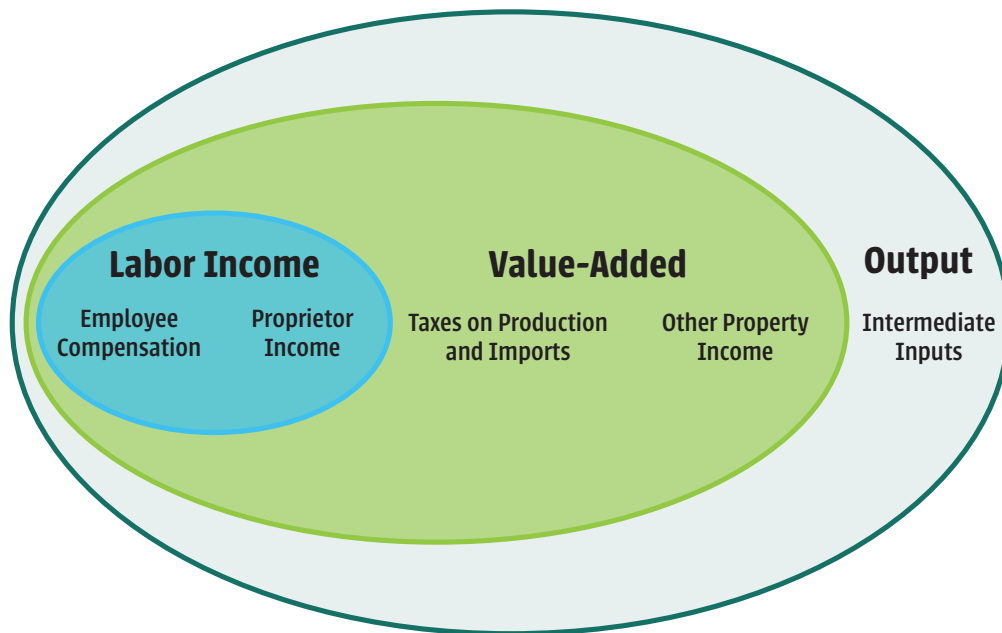 Labor Income
Employee
Compensation
Proprietor
Income
Value-Added
Taxes on Production
and Imports
Other Property
Income
Output
Intermediate
Inputs